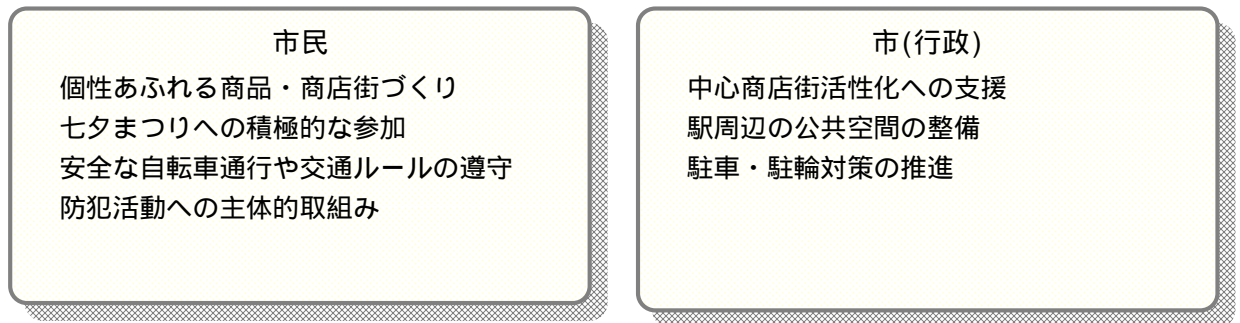 市民
個性あふれる商品・商店街づくり
七夕まつりへの積極的な参加
安全な自転車通行や交通ルールの遵守
防犯活動への主体的取組み
市(行政)
中心商店街活性化への支援
駅周辺の公共空間の整備
駐車・駐輪対策の推進